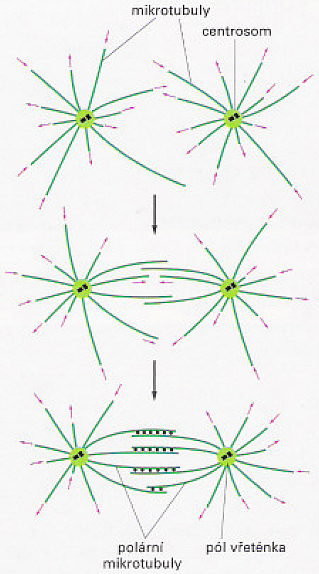 mikrotubuly
centrosom
polární
mikrotubuly
pól vřeténka